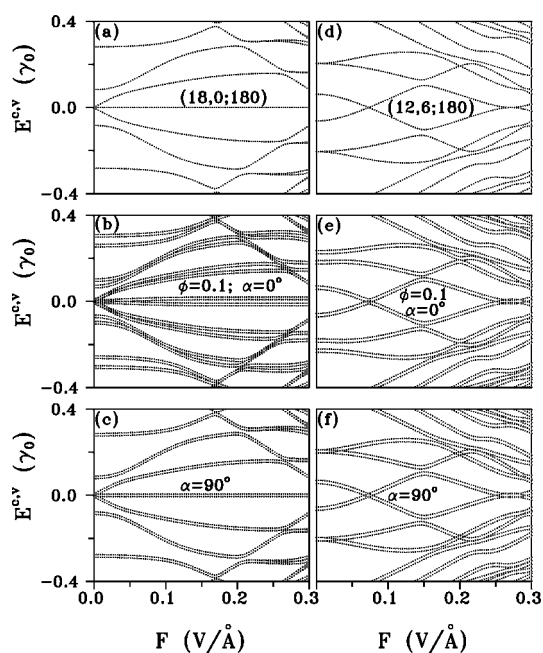 0.4
(a)
(d)
E^{c,v} (γ₀)
0.0
(18,0;180)
(12,6;180)
−0.4
0.4
(b)
(e)
E^{c,v} (γ₀)
0.0
ϕ=0.1; α=0°
ϕ=0.1
α=0°
−0.4
0.4
(c)
(f)
E^{c,v} (γ₀)
0.0
α=90°
α=90°
−0.4
0.0 0.1 0.2 0.3 0.1 0.2 0.3
F (V/Å) F (V/Å)